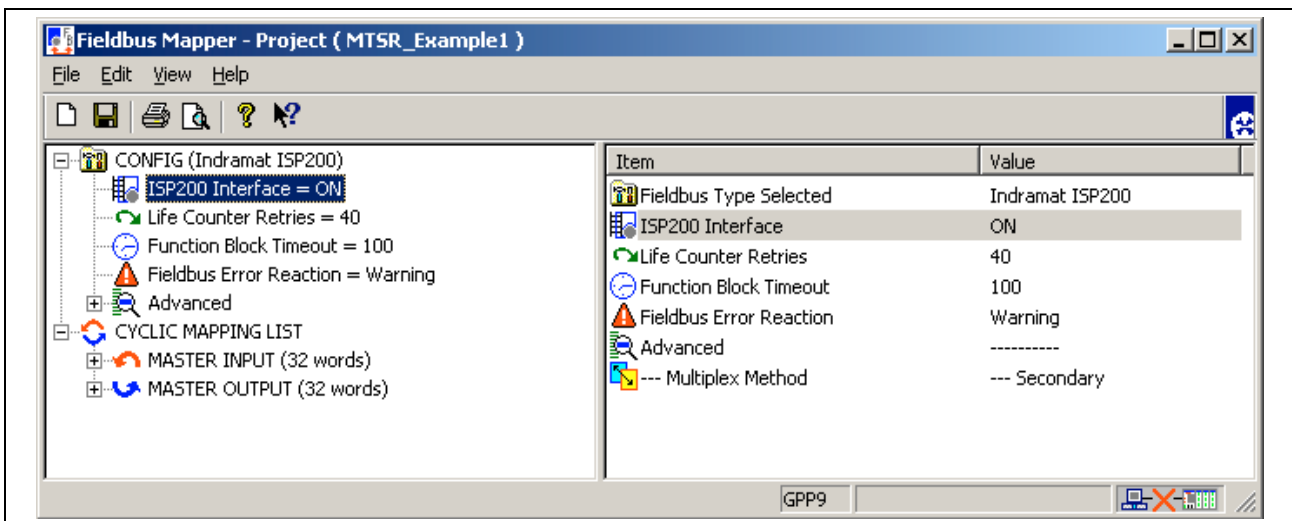 Fieldbus Mapper - Project ( MTSR_Example1 )
File Edit View Help
CONFIG (Indramat ISP200)
ISP200 Interface = ON
Life Counter Retries = 40
Function Block Timeout = 100
Fieldbus Error Reaction = Warning
Advanced
CYCLIC MAPPING LIST
MASTER INPUT (32 words)
MASTER OUTPUT (32 words)
Item Value
Fieldbus Type Selected Indramat ISP200
ISP200 Interface ON
Life Counter Retries 40
Function Block Timeout 100
Fieldbus Error Reaction Warning
Advanced ----------
--- Multiplex Method --- Secondary
GPP9